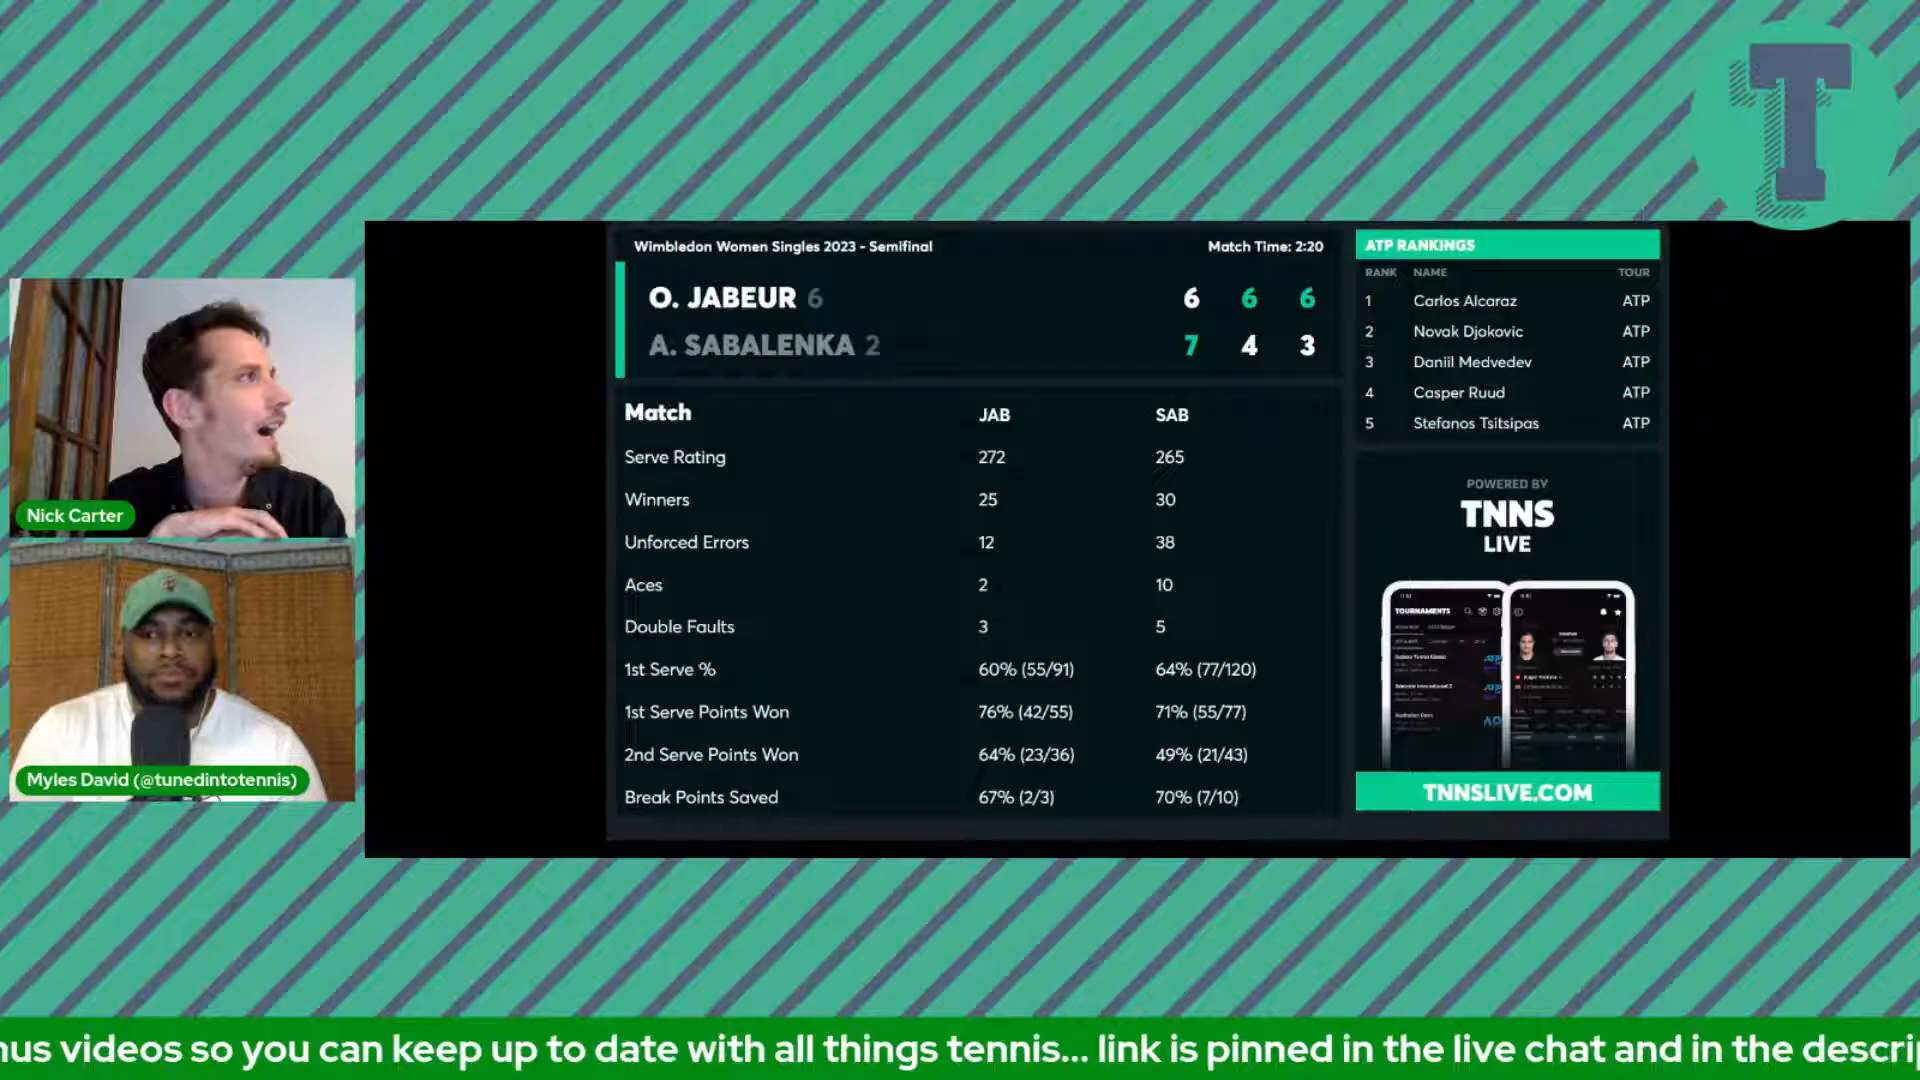 T
Wimbledon Women Singles 2023 - Semifinal Match Time: 2:20
O. JABEUR 6 6 6 6
A. SABALENKA 2 7 4 3
Match JAB SAB
Serve Rating 272 265
Winners 25 30
Unforced Errors 12 38
Aces 2 10
Double Faults 3 5
1st Serve % 60% (55/91) 64% (77/120)
1st Serve Points Won 76% (42/55) 71% (55/77)
2nd Serve Points Won 64% (23/36) 49% (21/43)
Break Points Saved 67% (2/3) 70% (7/10)
ATP RANKINGS
RANK NAME TOUR
1 Carlos Alcaraz ATP
2 Novak Djokovic ATP
3 Daniil Medvedev ATP
4 Casper Ruud ATP
5 Stefanos Tsitsipas ATP
POWERED BY
TNNS
LIVE
TOURNAMENTS
TNNSLIVE.COM
Nick Carter
Myles David (@tunedintotennis)
nus videos so you can keep up to date with all things tennis... link is pinned in the live chat and in the descrip